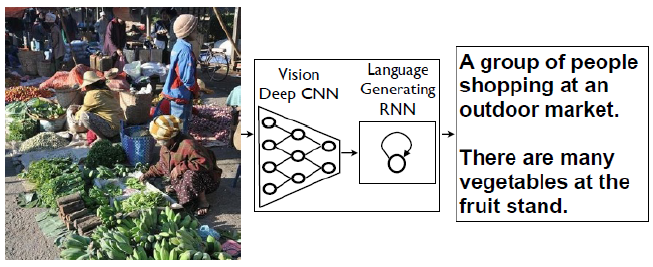 Vision
Deep CNN
Language
Generating
RNN
A group of people
shopping at an
outdoor market.
There are many
vegetables at the
fruit stand.